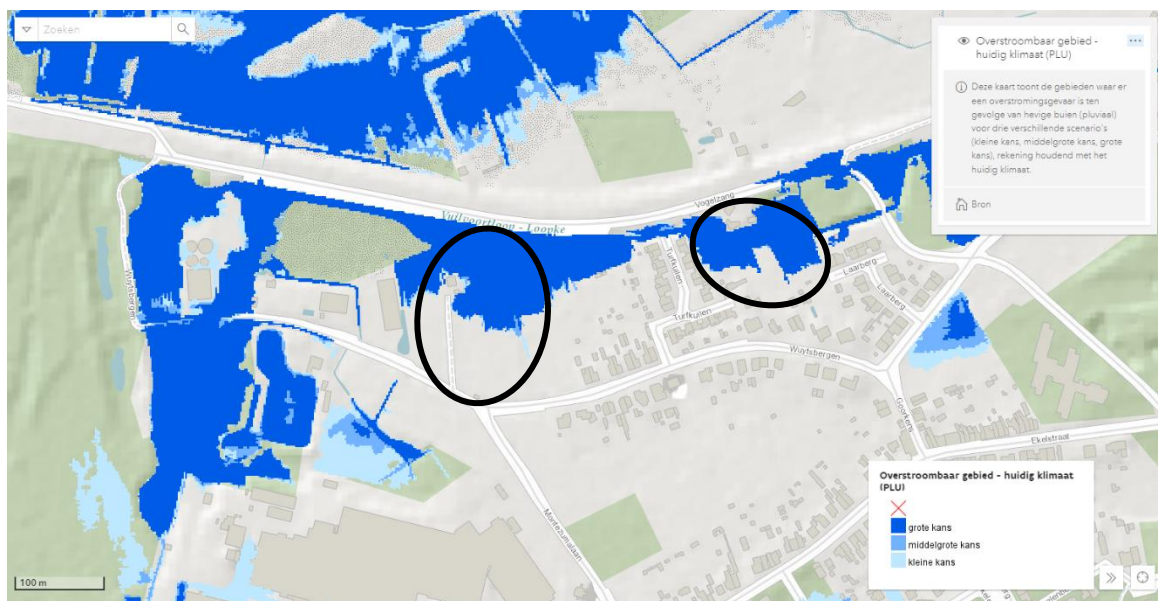 Zoeken
Overstroombaar gebied -
huidig klimaat (PLU)
Deze kaart toont de gebieden waar er
een overstromingsgevaar is ten
gevolge van hevige buien (pluviaal)
voor drie verschillende scenario's
(kleine kans, middelgrote kans, grote
kans), rekening houdend met het
huidig klimaat.
Bron
Vogelzang
Vuilvoortloop - Loopke
Wuytsbergen
Turfkuilen
Laarberg
Laarberg
Turfkuilen
Wuytsbergen
Goorkens
Ekelstraat
Montezumalaan
Overstroombaar gebied - huidig klimaat
(PLU)
grote kans
middelgrote kans
kleine kans
100 m